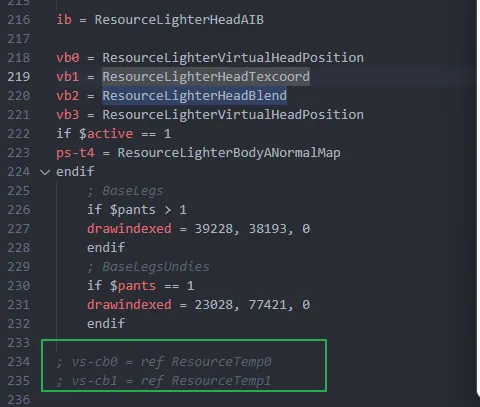 215
216 ib = ResourceLighterHeadAIB
217
218 vb0 = ResourceLighterVirtualHeadPosition
219 vb1 = ResourceLighterHeadTexcoord
220 vb2 = ResourceLighterHeadBlend
221 vb3 = ResourceLighterVirtualHeadPosition
222 if $active == 1
223 ps-t4 = ResourceLighterBodyANormalMap
224 endif
225 ; BaseLegs
226 if $pants > 1
227 drawindexed = 39228, 38193, 0
228 endif
229 ; BaseLegsUndies
230 if $pants == 1
231 drawindexed = 23028, 77421, 0
232 endif
233
234 ; vs-cb0 = ref ResourceTemp0
235 ; vs-cb1 = ref ResourceTemp1
236